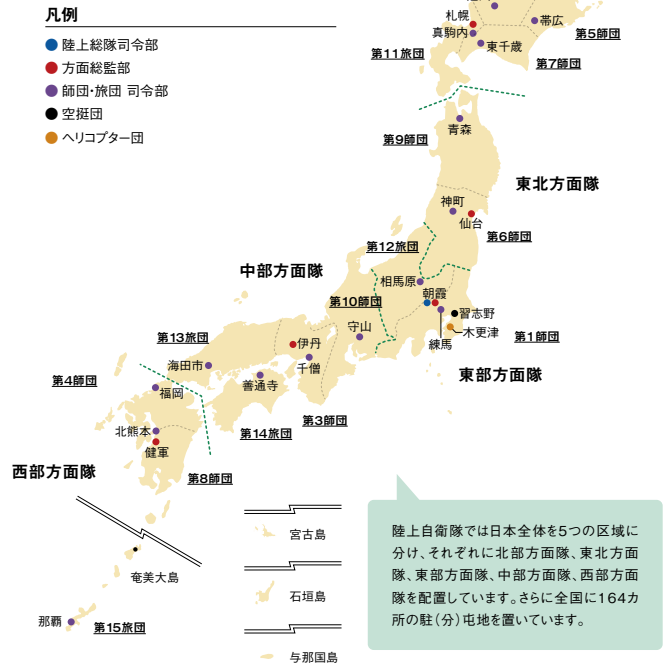 凡例
陸上総隊司令部
方面総監部
師団・旅団 司令部
空挺団
ヘリコプター団
札幌
真駒内
東千歳
帯広
第5師団
第7師団
第11旅団
青森
第9師団
東北方面隊
神町
仙台
第6師団
第12旅団
相馬原
中部方面隊
第10師団
朝霞
習志野
木更津
練馬
第1師団
東部方面隊
守山
第13旅団
伊丹
海田市
千僧
善通寺
第4師団
福岡
第3師団
第14旅団
北熊本
健軍
第8師団
西部方面隊
奄美大島
那覇
第15旅団
宮古島
石垣島
与那国島
陸上自衛隊では日本全体を5つの区域に
分け、それぞれに北部方面隊、東北方面
隊、東部方面隊、中部方面隊、西部方面
隊を配置しています。さらに全国に164カ
所の駐(分)屯地を置いています。